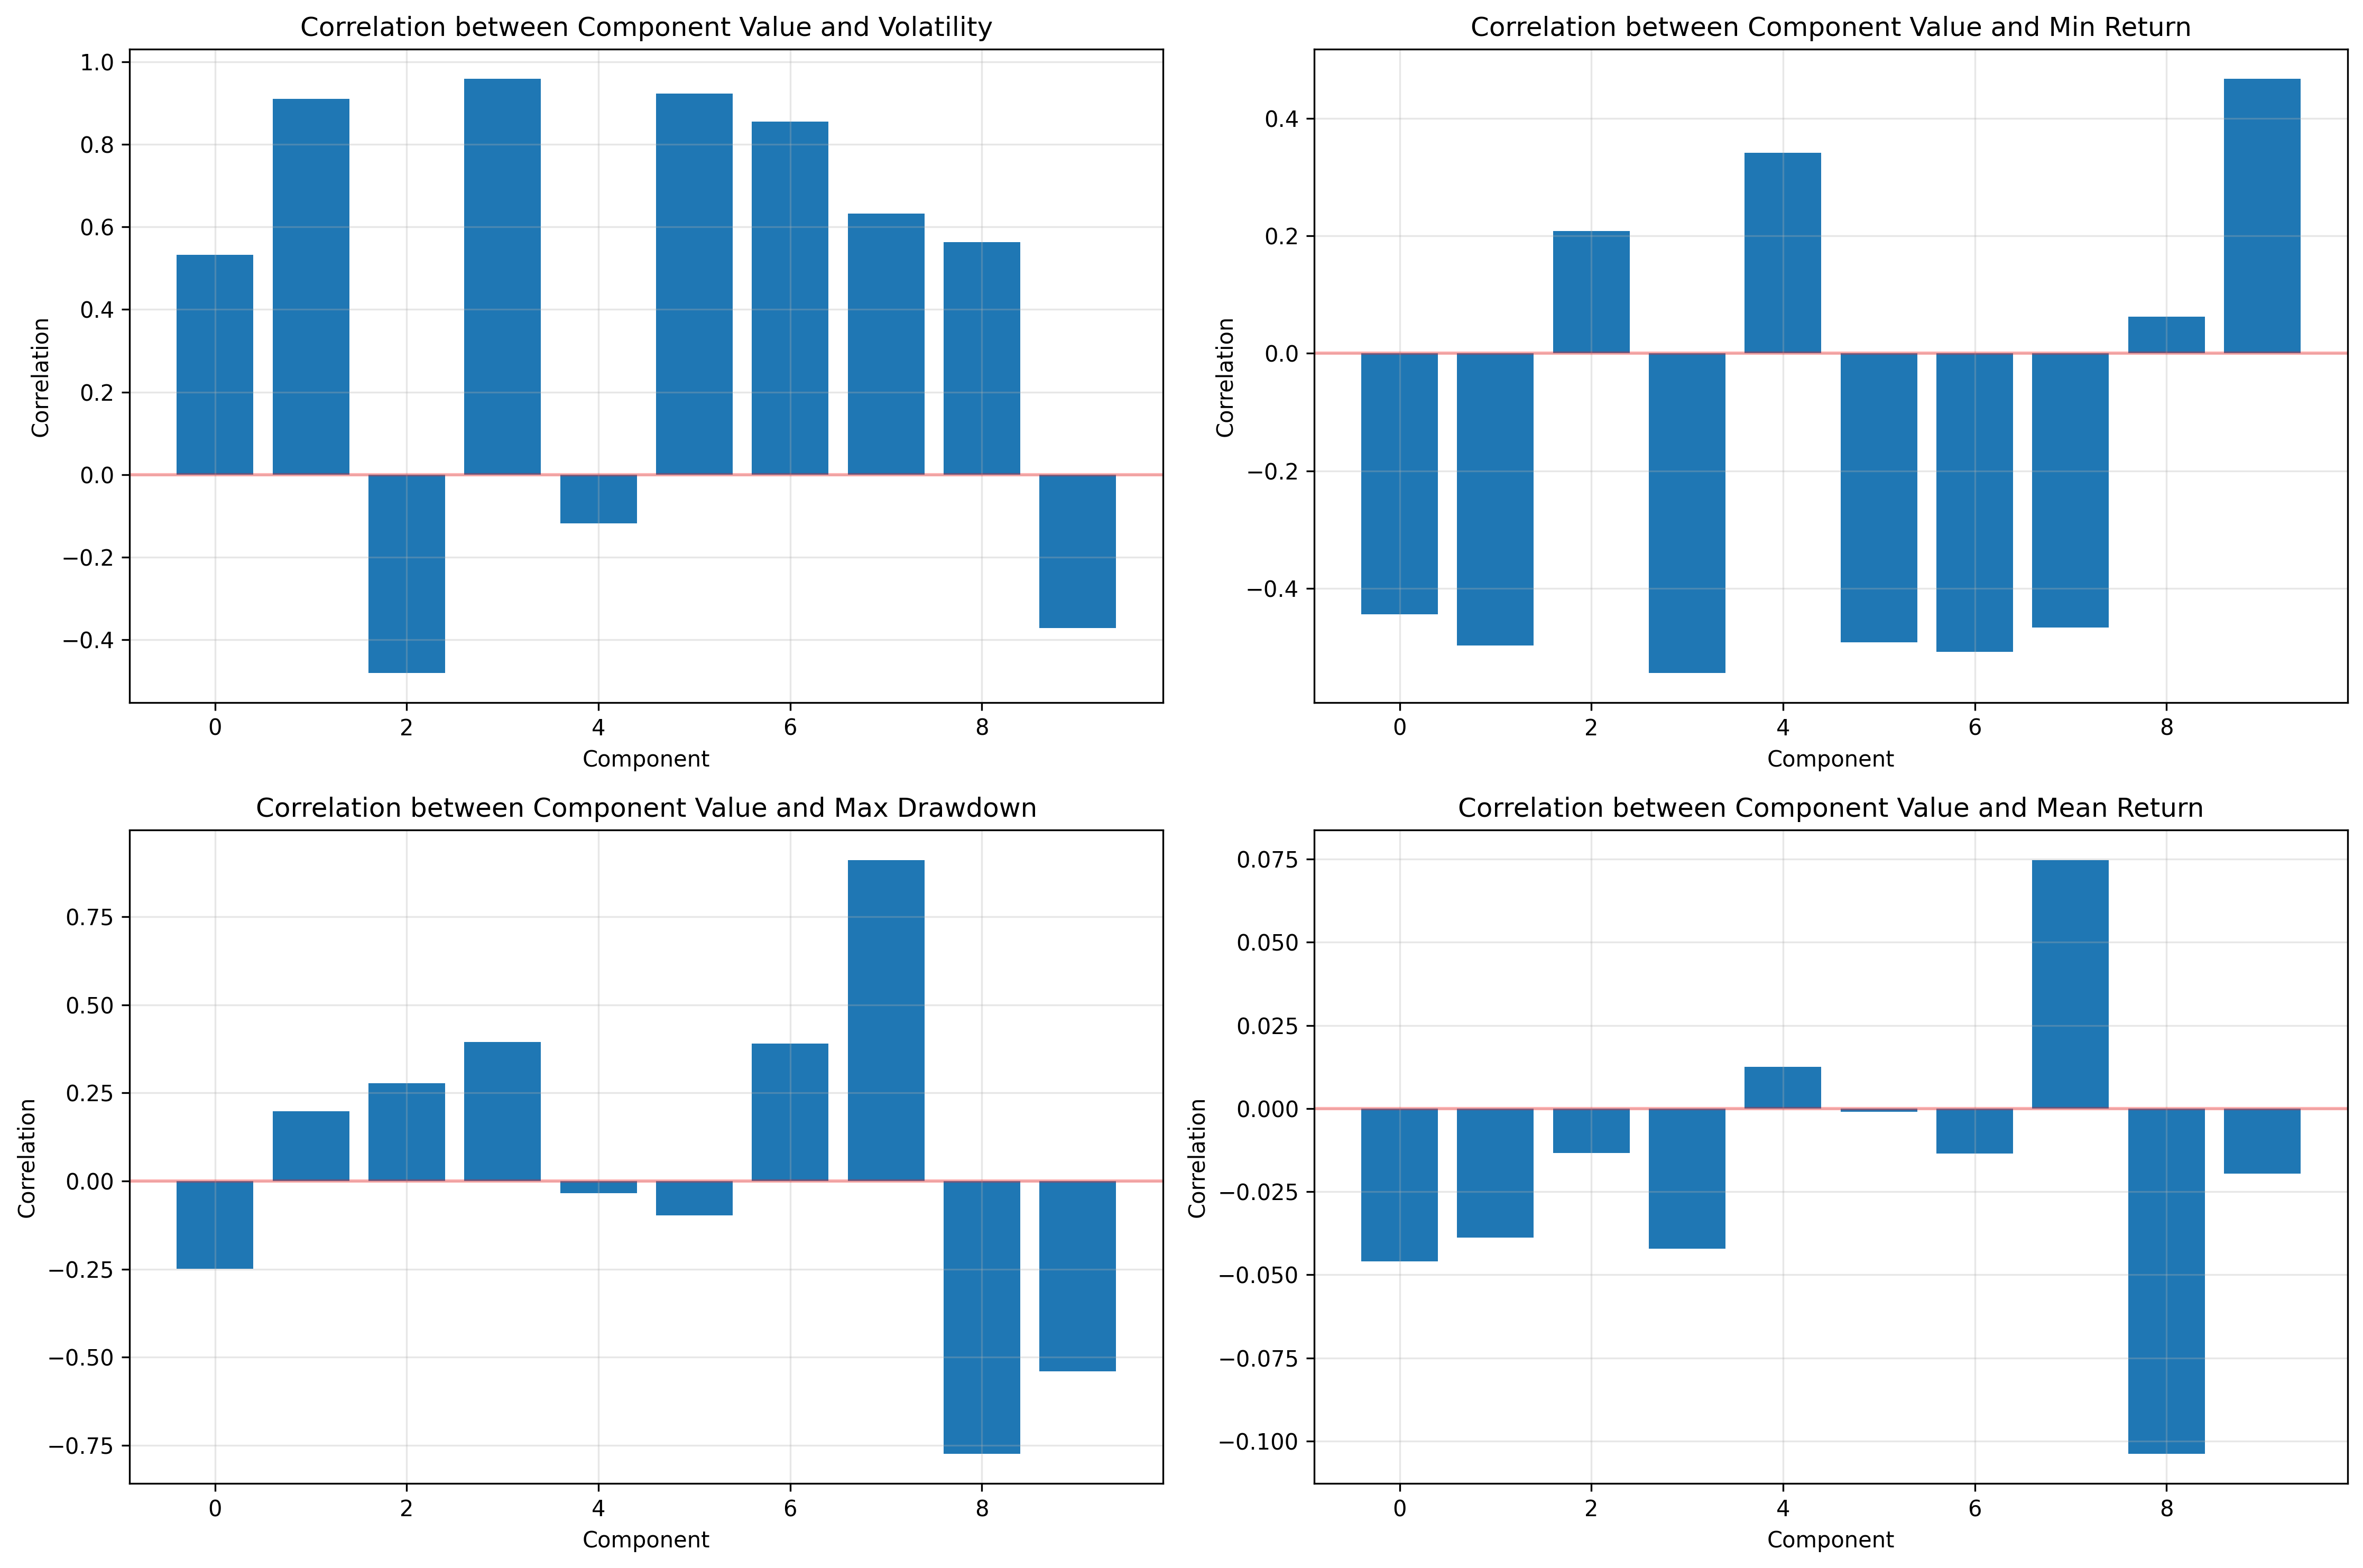 Correlation between Component Value and Volatility
1.0
0.8
0.6
0.4
0.2
0.0
−0.2
−0.4
Correlation
0 2 4 6 8
Component
Correlation between Component Value and Min Return
0.4
0.2
0.0
−0.2
−0.4
Correlation
0 2 4 6 8
Component
Correlation between Component Value and Max Drawdown
0.75
0.50
0.25
0.00
−0.25
−0.50
−0.75
Correlation
0 2 4 6 8
Component
Correlation between Component Value and Mean Return
0.075
0.050
0.025
0.000
−0.025
−0.050
−0.075
−0.100
Correlation
0 2 4 6 8
Component